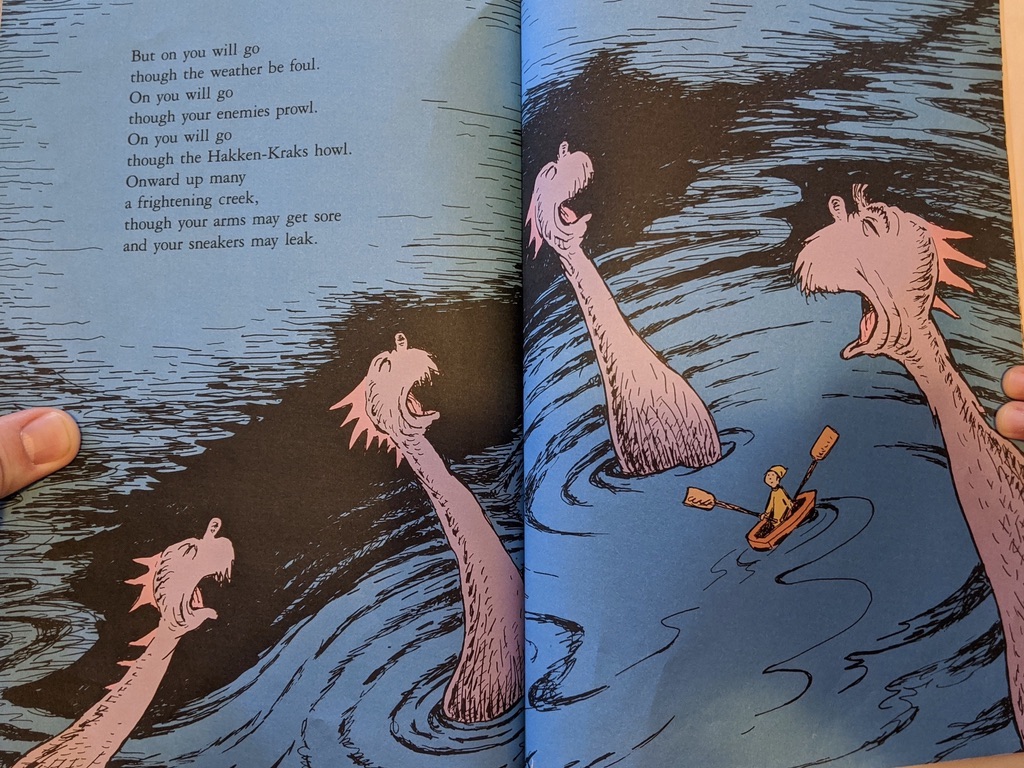 But on you will go
though the weather be foul.
On you will go
though your enemies prowl.
On you will go
though the Hakken-Kraks howl.
Onward up many
a frightening creek,
though your arms may get sore
and your sneakers may leak.